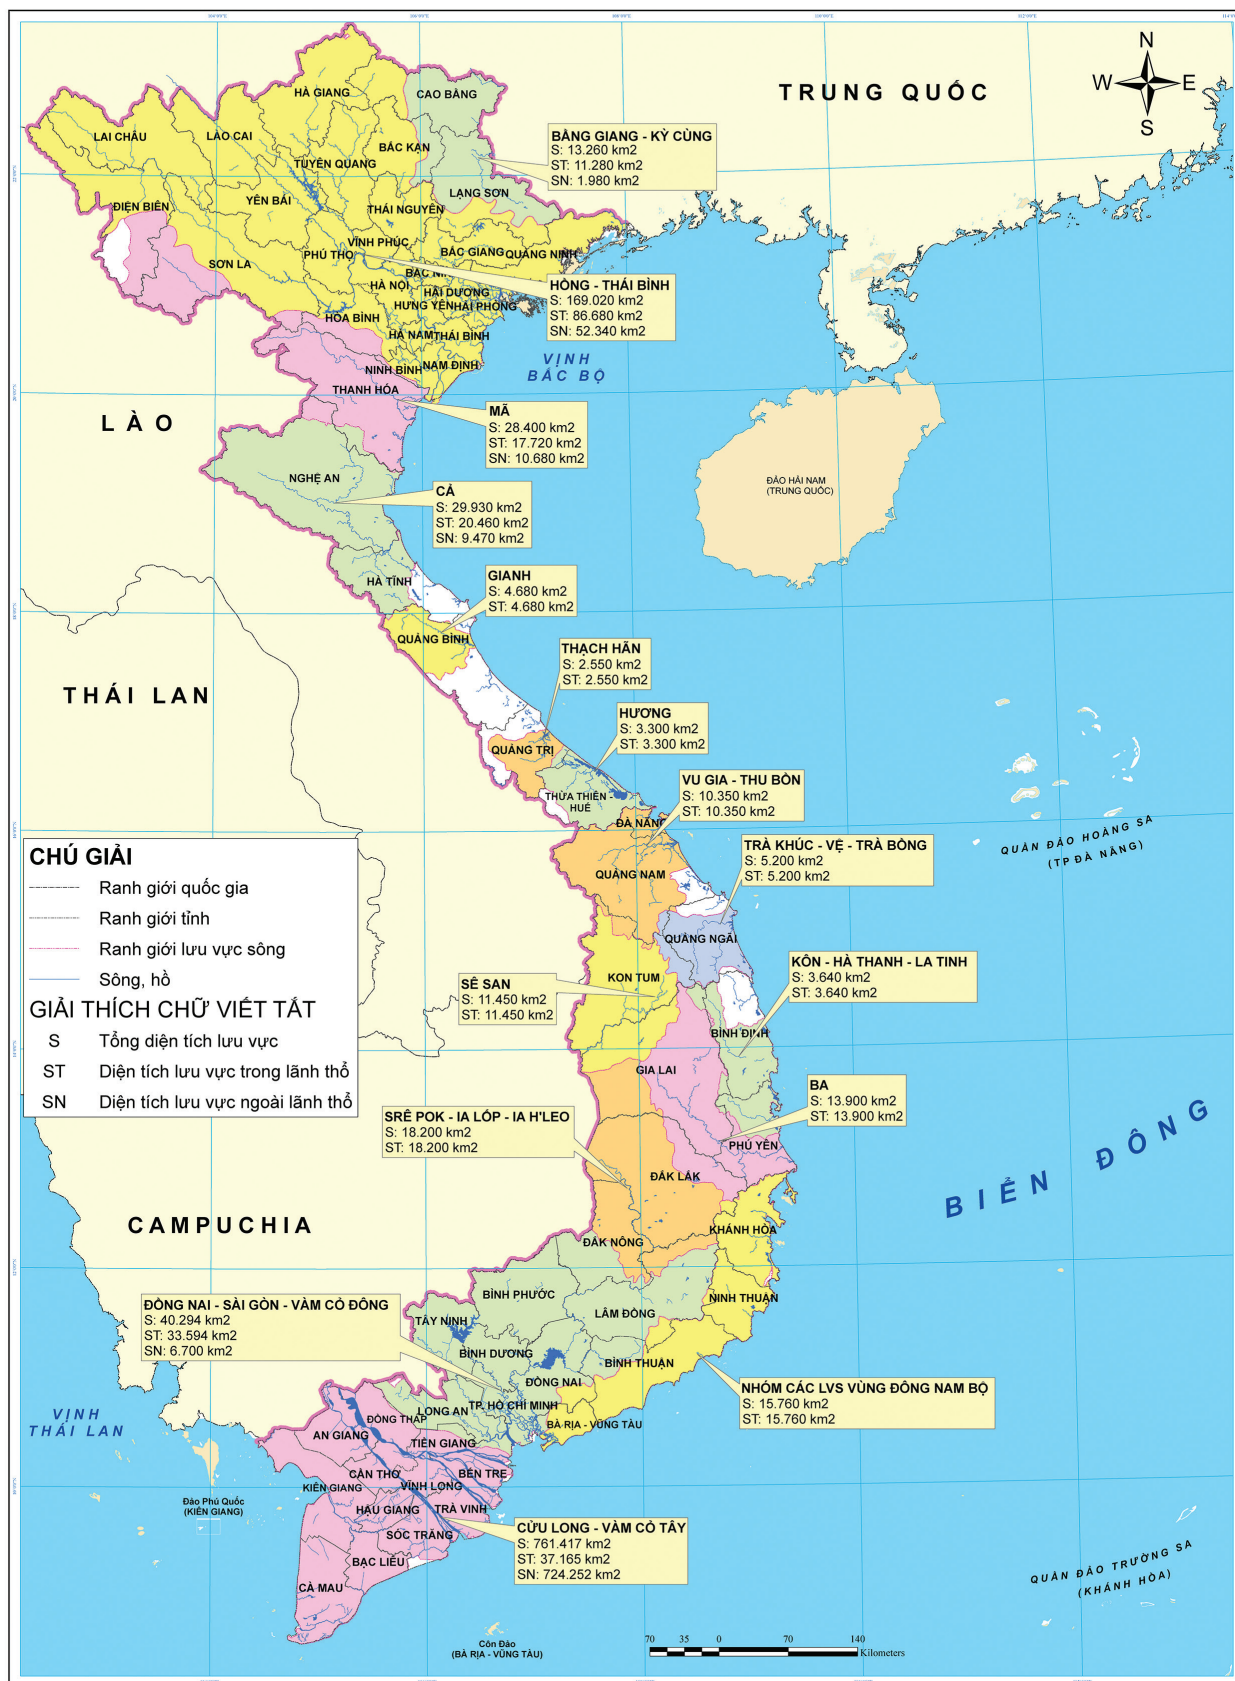 TRUNG QUỐC
N
W E
S
HÀ GIANG
CAO BẰNG
LAI CHÂU
LÀO CAI
BẮC KẠN
TUYÊN QUANG
BẰNG GIANG - KỲ CÙNG
S: 13.260 km2
ST: 11.280 km2
SN: 1.980 km2
LẠNG SƠN
ĐIỆN BIÊN
YÊN BÁI
THÁI NGUYÊN
VĨNH PHÚC
PHÚ THỌ
BẮC GIANG
QUẢNG NINH
SƠN LA
HÀ NỘI
HẢI DƯƠNG
HƯNG YÊN
HẢI PHÒNG
HÒA BÌNH
HÀ NAM
THÁI BÌNH
NINH BÌNH
NAM ĐỊNH
HỒNG - THÁI BÌNH
S: 169.020 km2
ST: 86.680 km2
SN: 52.340 km2
VỊNH
BẮC BỘ
THANH HÓA
LÀO
MÃ
S: 28.400 km2
ST: 17.720 km2
SN: 10.680 km2
NGHỆ AN
ĐẢO HẢI NAM
(TRUNG QUỐC)
CẢ
S: 29.930 km2
ST: 20.460 km2
SN: 9.470 km2
HÀ TĨNH
GIANH
S: 4.680 km2
ST: 4.680 km2
QUẢNG BÌNH
THÁI LAN
THẠCH HÃN
S: 2.550 km2
ST: 2.550 km2
HƯƠNG
S: 3.300 km2
ST: 3.300 km2
QUẢNG TRỊ
THỪA THIÊN -
HUẾ
VU GIA - THU BỒN
S: 10.350 km2
ST: 10.350 km2
ĐÀ NẴNG
QUẢNG NAM
TRÀ KHÚC - VỆ - TRÀ BỒNG
S: 5.200 km2
ST: 5.200 km2
QUẦN ĐẢO HOÀNG SA
(TP ĐÀ NẴNG)
CHÚ GIẢI
Ranh giới quốc gia
Ranh giới tỉnh
Ranh giới lưu vực sông
Sông, hồ
GIẢI THÍCH CHỮ VIẾT TẮT
S Tổng diện tích lưu vực
ST Diện tích lưu vực trong lãnh thổ
SN Diện tích lưu vực ngoài lãnh thổ
QUẢNG NGÃI
KÔN - HÀ THANH - LA TINH
S: 3.640 km2
ST: 3.640 km2
KON TUM
SÊ SAN
S: 11.450 km2
ST: 11.450 km2
BÌNH ĐỊNH
GIA LAI
BA
S: 13.900 km2
ST: 13.900 km2
SRÊ POK - IA LỐP - IA H'LEO
S: 18.200 km2
ST: 18.200 km2
PHÚ YÊN
ĐẮK LẮK
BIỂN ĐÔNG
CAMPUCHIA
KHÁNH HÒA
ĐẮK NÔNG
BÌNH PHƯỚC
LÂM ĐỒNG
NINH THUẬN
ĐỒNG NAI - SÀI GÒN - VÀM CỎ ĐÔNG
S: 40.294 km2
ST: 33.594 km2
SN: 6.700 km2
TÂY NINH
BÌNH DƯƠNG
BÌNH THUẬN
ĐỒNG NAI
NHÓM CÁC LVS VÙNG ĐÔNG NAM BỘ
S: 15.760 km2
ST: 15.760 km2
VỊNH
THÁI LAN
LONG AN
TP. HỒ CHÍ MINH
BÀ RỊA - VŨNG TÀU
ĐỒNG THÁP
AN GIANG
TIỀN GIANG
CẦN THƠ
BẾN TRE
KIÊN GIANG
VĨNH LONG
HẬU GIANG
TRÀ VINH
SÓC TRĂNG
BẠC LIÊU
CÀ MAU
Đảo Phú Quốc
(KIÊN GIANG)
CỬU LONG - VÀM CỎ TÂY
S: 761.417 km2
ST: 37.165 km2
SN: 724.252 km2
QUẦN ĐẢO TRƯỜNG SA
(KHÁNH HÒA)
Côn Đảo
(BÀ RỊA - VŨNG TÀU)
70 35 0 70 140
Kilometers